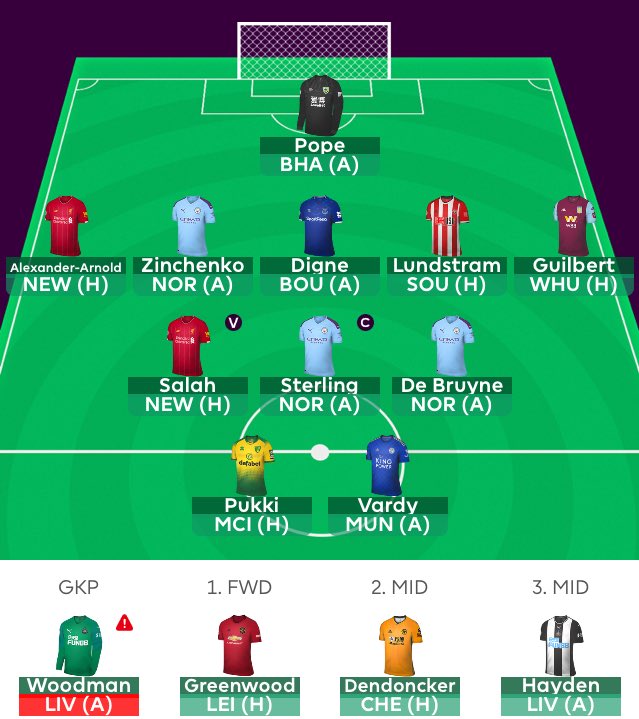 Pope
BHA (A)
Alexander-Arnold
NEW (H)
Zinchenko
NOR (A)
Digne
BOU (A)
Lundstram
SOU (H)
Guilbert
WHU (H)
V
Salah
NEW (H)
C
Sterling
NOR (A)
De Bruyne
NOR (A)
Pukki
MCI (H)
KING
POWER
Vardy
MUN (A)
GKP
1. FWD
2. MID
3. MID
Woodman
LIV (A)
Greenwood
LEI (H)
Dendoncker
CHE (H)
Hayden
LIV (A)